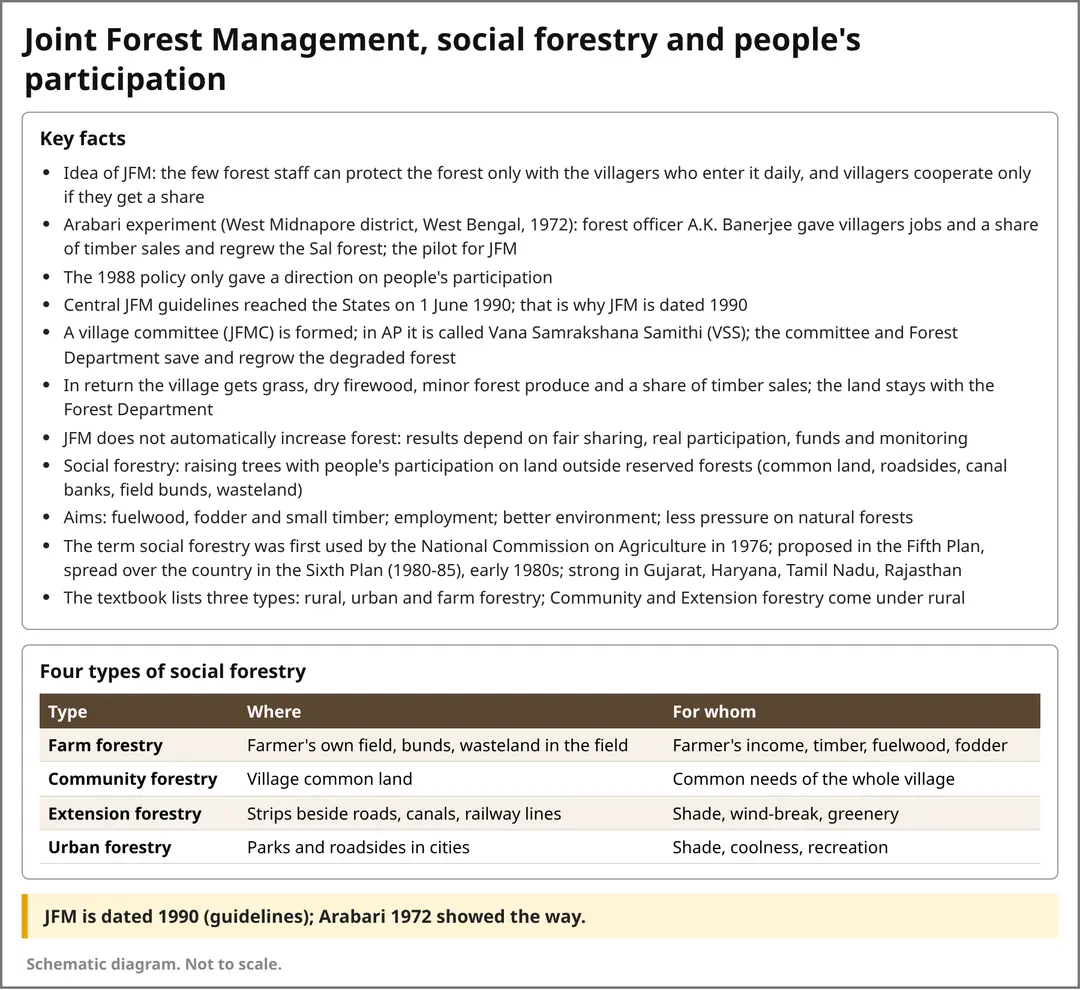 Joint Forest Management, social forestry and people's
participation
Key facts
• Idea of JFM: the few forest staff can protect the forest only with the villagers who enter it daily, and villagers cooperate only
if they get a share
• Arabari experiment (West Midnapore district, West Bengal, 1972): forest officer A.K. Banerjee gave villagers jobs and a share
of timber sales and regrew the Sal forest; the pilot for JFM
• The 1988 policy only gave a direction on people's participation
• Central JFM guidelines reached the States on 1 June 1990; that is why JFM is dated 1990
• A village committee (JFMC) is formed; in AP it is called Vana Samrakshana Samithi (VSS); the committee and Forest
Department save and regrow the degraded forest
• In return the village gets grass, dry firewood, minor forest produce and a share of timber sales; the land stays with the
Forest Department
• JFM does not automatically increase forest: results depend on fair sharing, real participation, funds and monitoring
• Social forestry: raising trees with people's participation on land outside reserved forests (common land, roadsides, canal
banks, field bunds, wasteland)
• Aims: fuelwood, fodder and small timber; employment; better environment; less pressure on natural forests
• The term social forestry was first used by the National Commission on Agriculture in 1976; proposed in the Fifth Plan,
spread over the country in the Sixth Plan (1980-85), early 1980s; strong in Gujarat, Haryana, Tamil Nadu, Rajasthan
• The textbook lists three types: rural, urban and farm forestry; Community and Extension forestry come under rural
Four types of social forestry
Type Where For whom
Farm forestry Farmer's own field, bunds, wasteland in the field Farmer's income, timber, fuelwood, fodder
Community forestry Village common land Common needs of the whole village
Extension forestry Strips beside roads, canals, railway lines Shade, wind-break, greenery
Urban forestry Parks and roadsides in cities Shade, coolness, recreation
JFM is dated 1990 (guidelines); Arabari 1972 showed the way.
Schematic diagram. Not to scale.